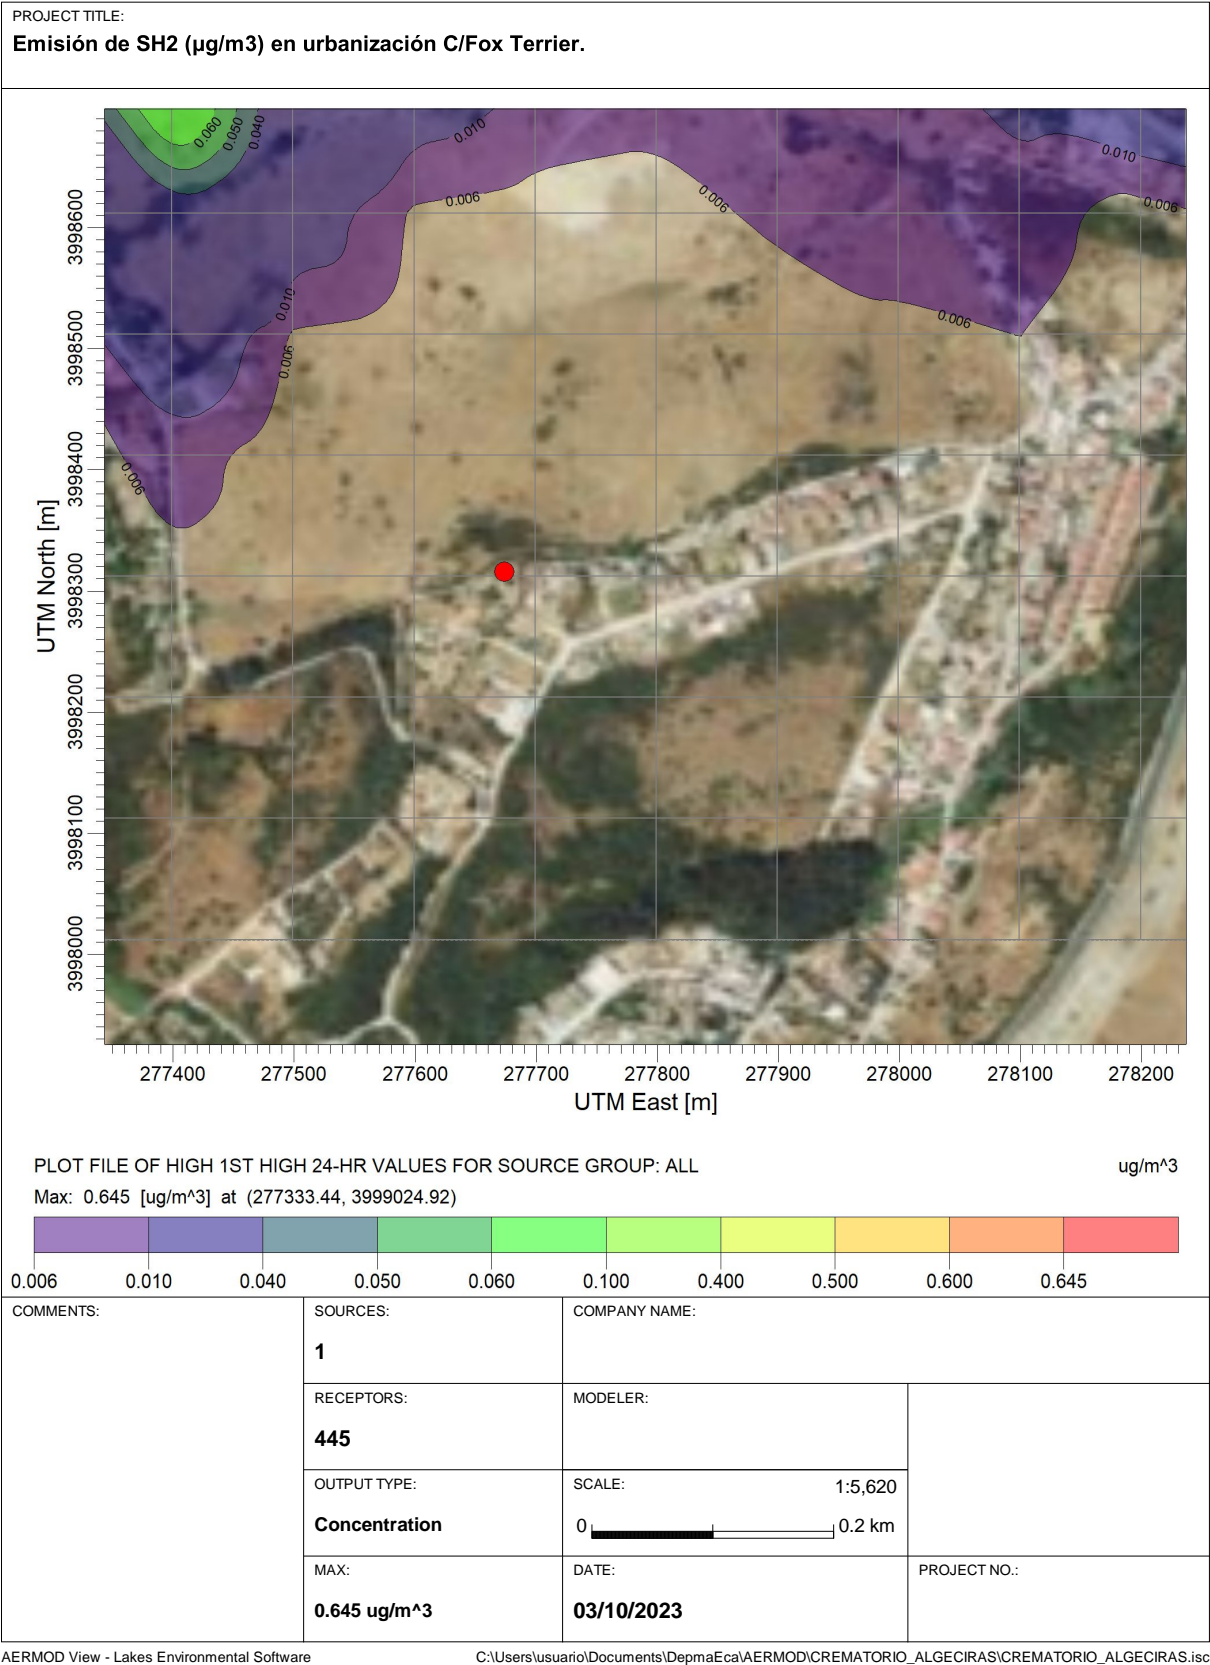 PROJECT TITLE:
Emisión de SH2 (µg/m3) en urbanización C/Fox Terrier.
0.060
0.050
0.040
0.010
0.010
0.006
0.006
0.006
0.010
0.006
0.006
0.006
UTM North [m]
3998600
3998500
3998400
3998300
3998200
3998100
3998000
277400 277500 277600 277700 277800 277900 278000 278100 278200
UTM East [m]
PLOT FILE OF HIGH 1ST HIGH 24-HR VALUES FOR SOURCE GROUP: ALL ug/m^3
Max: 0.645 [ug/m^3] at (277333.44, 3999024.92)
0.006 0.010 0.040 0.050 0.060 0.100 0.400 0.500 0.600 0.645
COMMENTS:
SOURCES:
1
COMPANY NAME:
RECEPTORS:
445
MODELER:
OUTPUT TYPE:
Concentration
SCALE: 1:5,620
0 0.2 km
MAX:
0.645 ug/m^3
DATE:
03/10/2023
PROJECT NO.:
AERMOD View - Lakes Environmental Software C:\Users\usuario\Documents\DepmaEca\AERMOD\CREMATORIO_ALGECIRAS\CREMATORIO_ALGECIRAS.isc